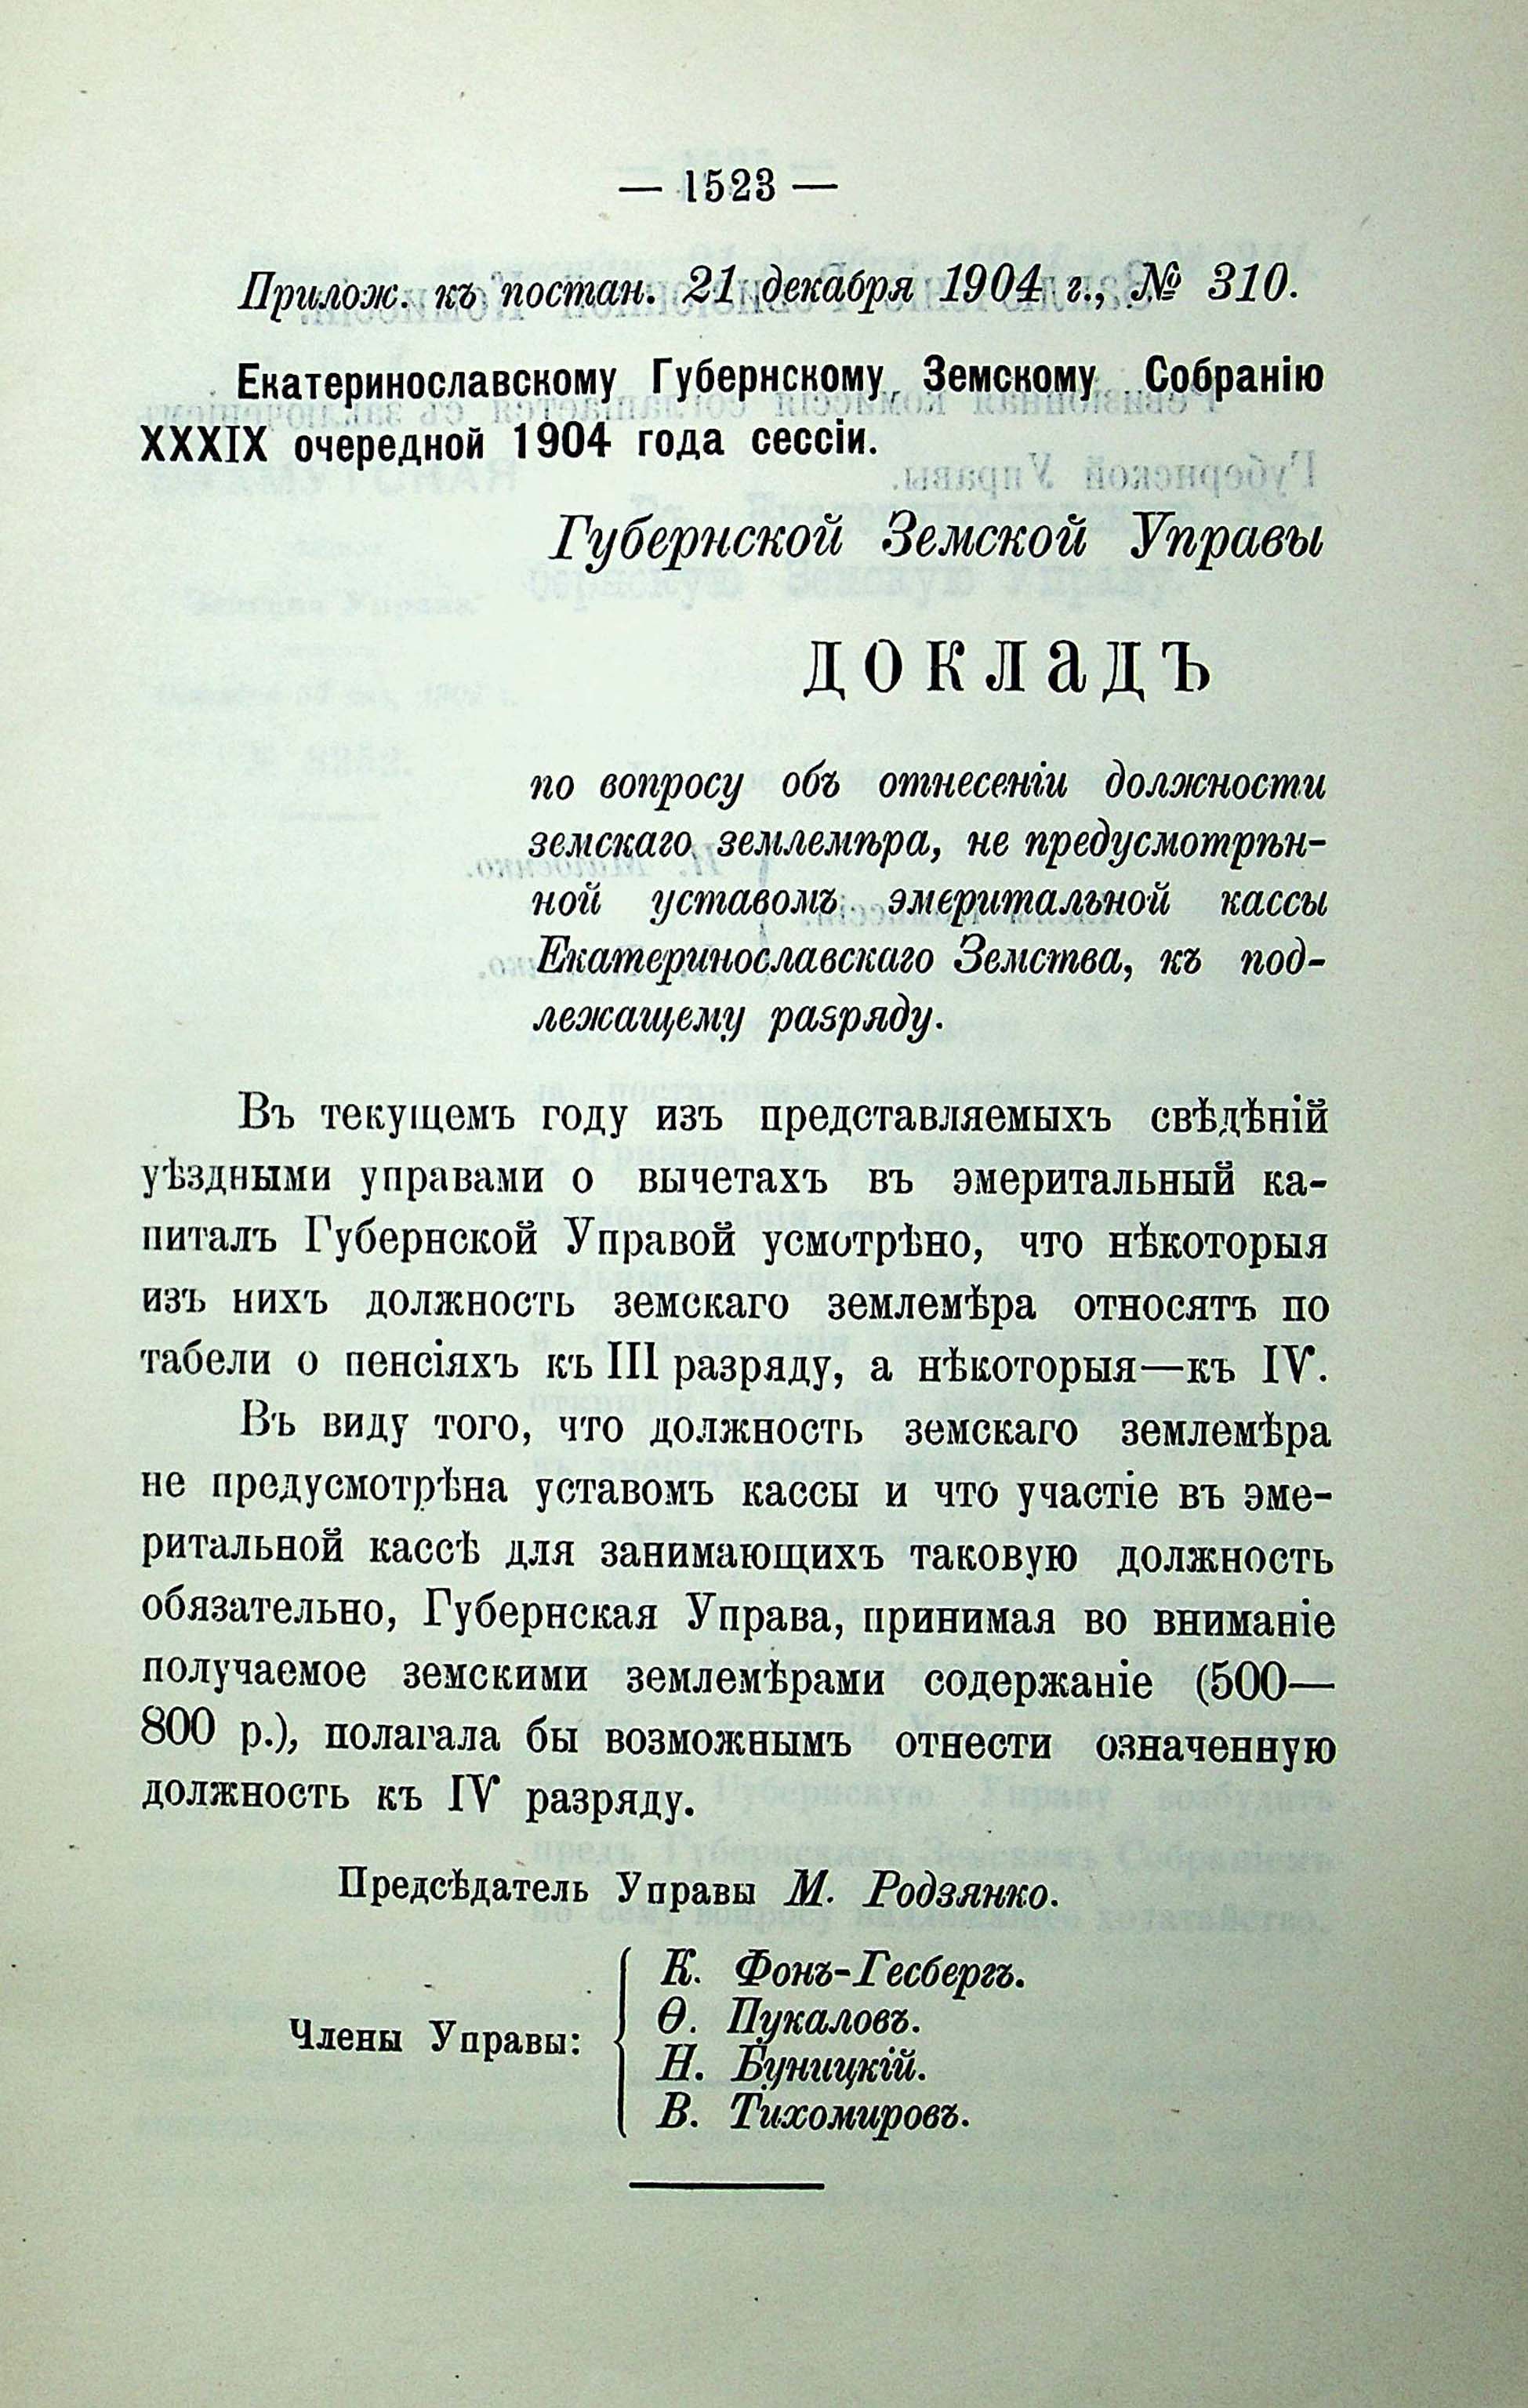 — 1523 —
Прилож. къ постан. 21 декабря 1904 г., № 310.
Екатеринославскому Губернскому Земскому Собранію
XXXIX очередной 1904 года сессіи.
Губернской Земской Управы
ДОКЛАДЪ
по вопросу объ отнесеніи должности
земскаго землемѣра, не предусмотрѣн-
ной уставомъ эмеритальной кассы
Екатеринославскаго Земства, къ под-
лежащему разряду.
Въ текущемъ году изъ представляемыхъ свѣдѣній
уѣздными управами о вычетахъ въ эмеритальный ка-
питалъ Губернской Управой усмотрѣно, что нѣкоторыя
изъ нихъ должность земскаго землемѣра относятъ по
табели о пенсіяхъ къ III разряду, а нѣкоторыя—къ IV.
Въ виду того, что должность земскаго землемѣра
не предусмотрѣна уставомъ кассы и что участіе въ эме-
ритальной кассѣ для занимающихъ таковую должность
обязательно, Губернская Управа, принимая во вниманіе
получаемое земскими землемѣрами содержаніе (500—
800 р.), полагала бы возможнымъ отнести означенную
должность къ IV разряду.
Предсѣдатель Управы М. Родзянко.
Члены Управы:
К. Фонъ-Гесбергъ.
Ѳ. Пукаловъ.
Н. Буницкій.
В. Тихомировъ.